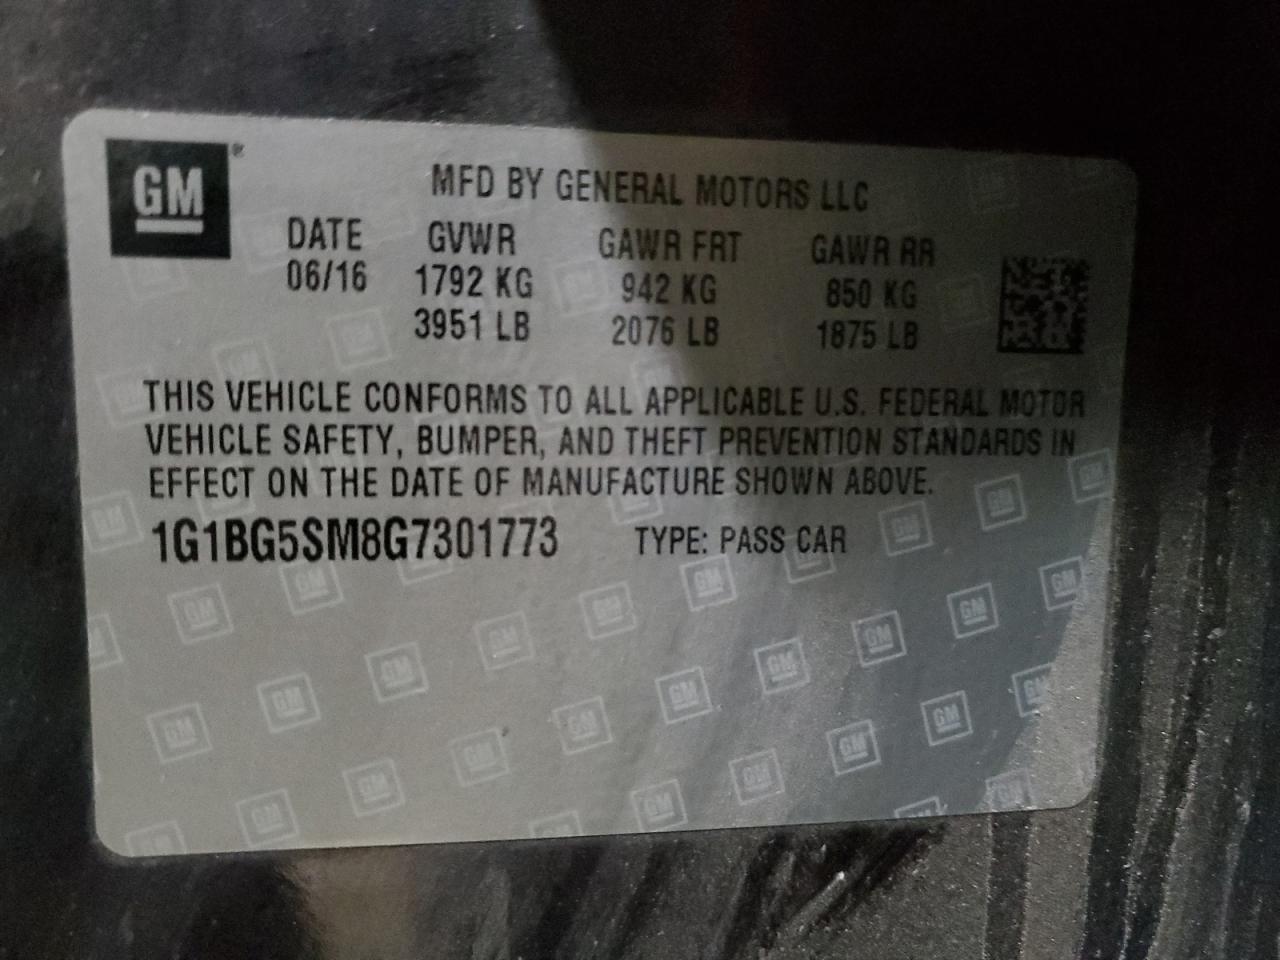 GM
MFD BY GENERAL MOTORS LLC
DATE GVWR GAWR FRT GAWR RR
06/16 1792 KG 942 KG 850 KG
3951 LB 2076 LB 1875 LB
THIS VEHICLE CONFORMS TO ALL APPLICABLE U.S. FEDERAL MOTOR
VEHICLE SAFETY, BUMPER, AND THEFT PREVENTION STANDARDS IN
EFFECT ON THE DATE OF MANUFACTURE SHOWN ABOVE.
1G1BG5SM8G7301773 TYPE: PASS CAR